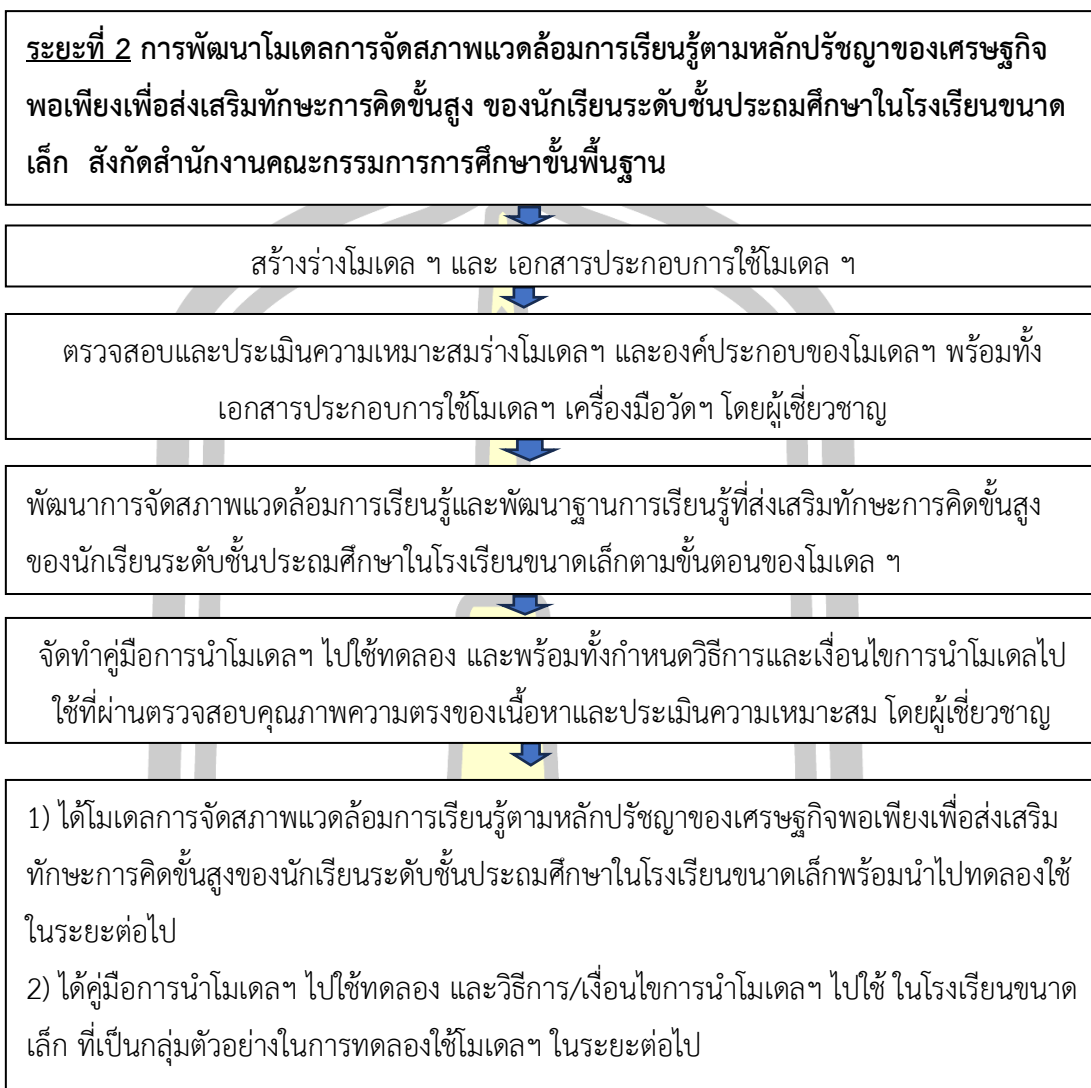 ระยะที่ 2 การพัฒนาโมเดลการจัดสภาพแวดล้อมการเรียนรู้ตามหลักปรัชญาของเศรษฐกิจ
พอเพียงเพื่อส่งเสริมทักษะการคิดขั้นสูง ของนักเรียนระดับชั้นประถมศึกษาในโรงเรียนขนาด
เล็ก สังกัดสำนักงานคณะกรรมการการศึกษาขั้นพื้นฐาน
สร้างร่างโมเดล ฯ และ เอกสารประกอบการใช้โมเดล ฯ
ตรวจสอบและประเมินความเหมาะสมร่างโมเดลฯ และองค์ประกอบของโมเดลฯ พร้อมทั้ง
เอกสารประกอบการใช้โมเดลฯ เครื่องมือวัดฯ โดยผู้เชี่ยวชาญ
พัฒนาการจัดสภาพแวดล้อมการเรียนรู้และพัฒนาฐานการเรียนรู้ที่ส่งเสริมทักษะการคิดขั้นสูง
ของนักเรียนระดับชั้นประถมศึกษาในโรงเรียนขนาดเล็กตามขั้นตอนของโมเดล ฯ
จัดทำคู่มือการนำโมเดลฯ ไปใช้ทดลอง และพร้อมทั้งกำหนดวิธีการและเงื่อนไขการนำโมเดลไป
ใช้ที่ผ่านตรวจสอบคุณภาพความตรงของเนื้อหาและประเมินความเหมาะสม โดยผู้เชี่ยวชาญ
1) ได้โมเดลการจัดสภาพแวดล้อมการเรียนรู้ตามหลักปรัชญาของเศรษฐกิจพอเพียงเพื่อส่งเสริม
ทักษะการคิดขั้นสูงของนักเรียนระดับชั้นประถมศึกษาในโรงเรียนขนาดเล็กพร้อมนำไปทดลองใช้
ในระยะต่อไป
2) ได้คู่มือการนำโมเดลฯ ไปใช้ทดลอง และวิธีการ/เงื่อนไขการนำโมเดลฯ ไปใช้ ในโรงเรียนขนาด
เล็ก ที่เป็นกลุ่มตัวอย่างในการทดลองใช้โมเดลฯ ในระยะต่อไป